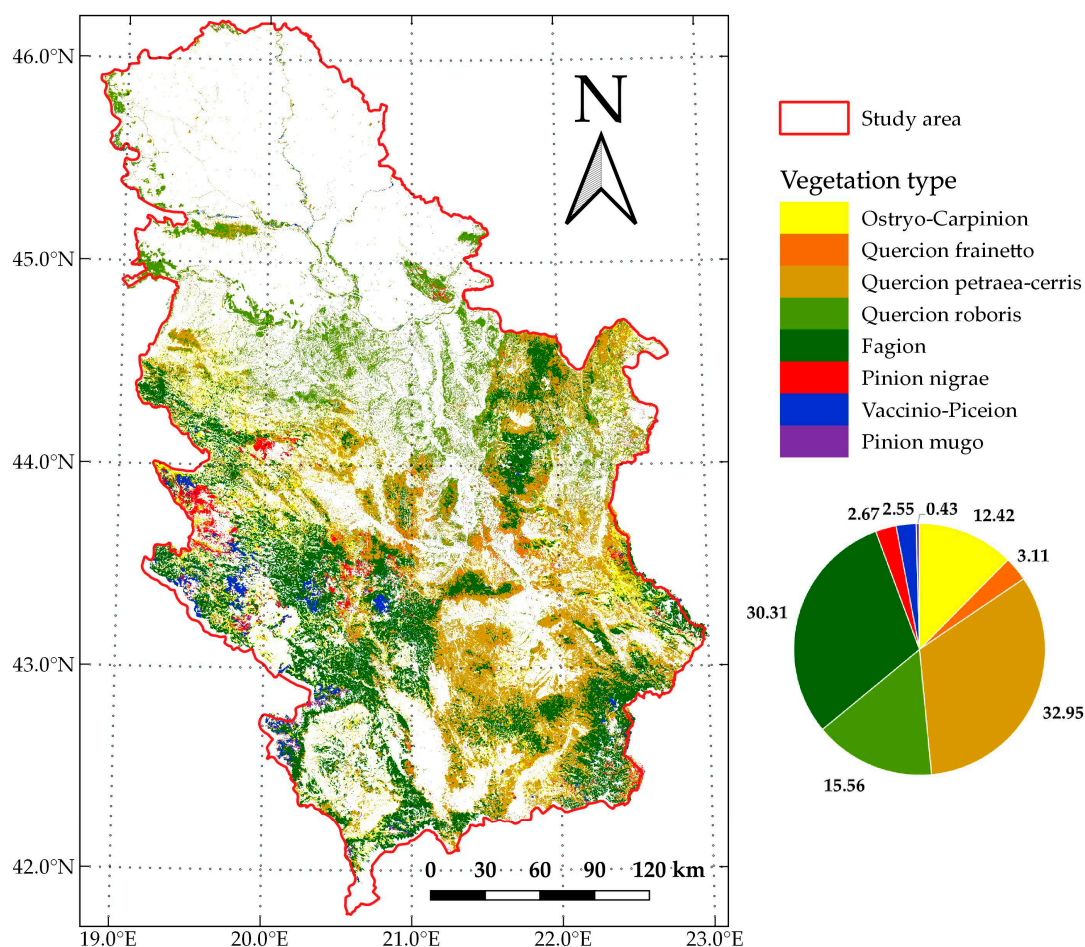 46.0°N
45.0°N
44.0°N
43.0°N
42.0°N
19.0°E
20.0°E
21.0°E
22.0°E
23.0°E
N
0 30 60 90 120 km
Study area
Vegetation type
Ostryo-Carpinion
Quercion frainetto
Quercion petraea-cerris
Quercion roboris
Fagion
Pinion nigrae
Vaccinio-Piceion
Pinion mugo
2.67
2.55
0.43
12.42
3.11
30.31
32.95
15.56